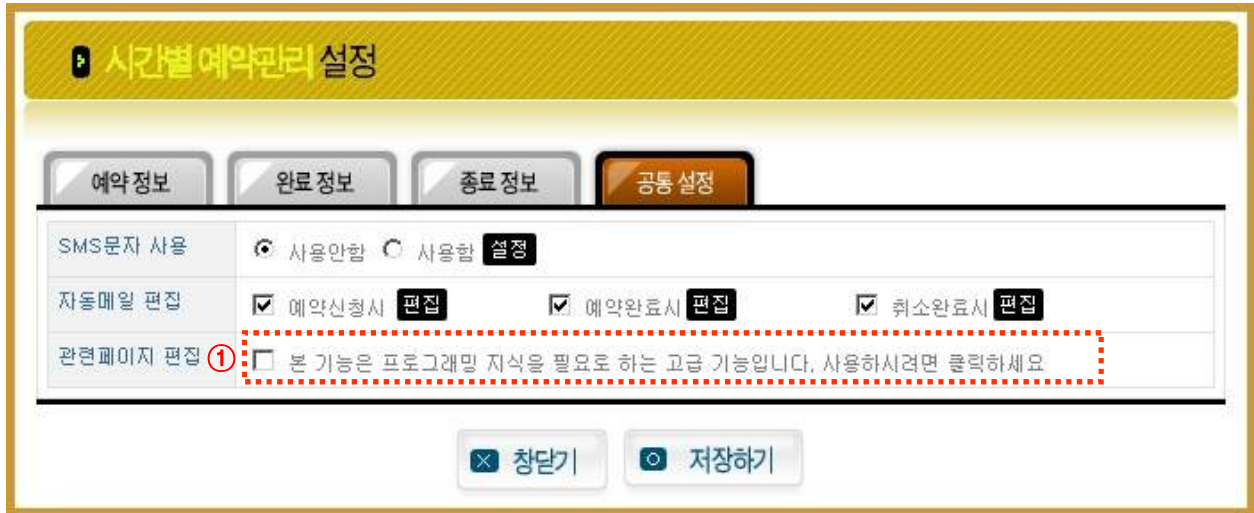 시간별 예약관리 설정
예약 정보 완료 정보 종료 정보 공통 설정
SMS문자 사용 사용안함 사용함 설정
자동메일 편집 예약신청시 편집 예약완료시 편집 취소완료시 편집
관련페이지 편집 ① 본 기능은 프로그래밍 지식을 필요로 하는 고급 기능입니다. 사용하시려면 클릭하세요
창닫기 저장하기